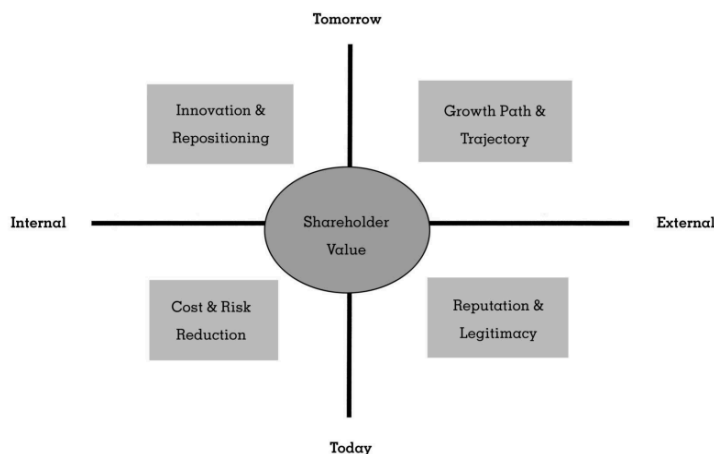 Tomorrow
Innovation &
Repositioning
Growth Path &
Trajectory
Internal
Shareholder
Value
External
Cost & Risk
Reduction
Reputation &
Legitimacy
Today